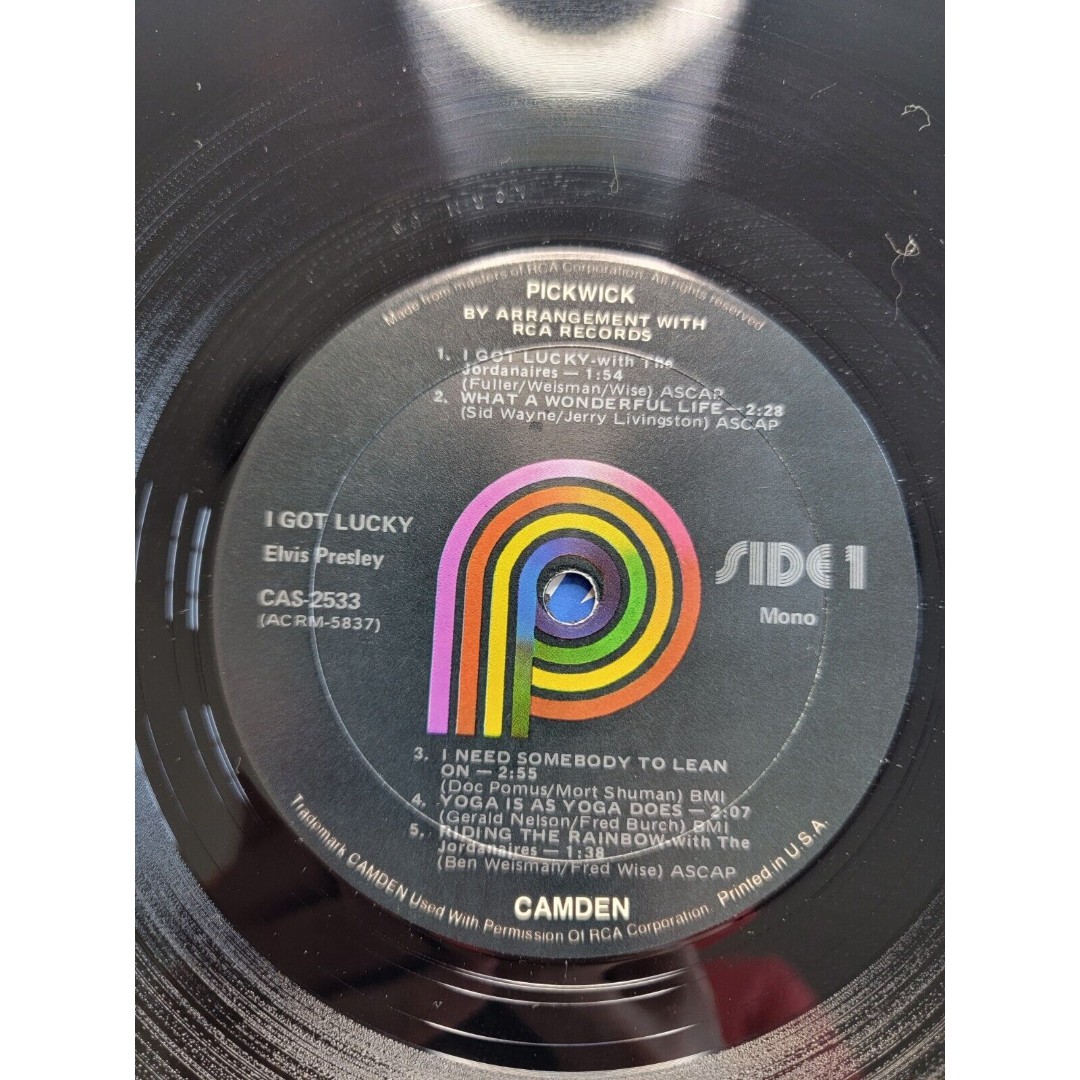 Made from masters of RCA Corporation. All rights reserved
PICKWICK
BY ARRANGEMENT WITH
RCA RECORDS
1. I GOT LUCKY-with The
Jordanaires — 1:54
(Fuller/Weisman/Wise) ASCAP
2. WHAT A WONDERFUL LIFE — 2:28
(Sid Wayne/Jerry Livingston) ASCAP
I GOT LUCKY
Elvis Presley
CAS-2533
(ACRM-5837)
SIDE 1
Mono
3. I NEED SOMEBODY TO LEAN
ON — 2:55
(Doc Pomus/Mort Shuman) BMI
4. YOGA IS AS YOGA DOES — 2:07
(Gerald Nelson/Fred Burch) BMI
5. RIDING THE RAINBOW-with The
Jordanaires — 1:38
(Ben Weisman/Fred Wise) ASCAP
CAMDEN
Trademark CAMDEN Used With Permission Of RCA Corporation. Printed in U.S.A.